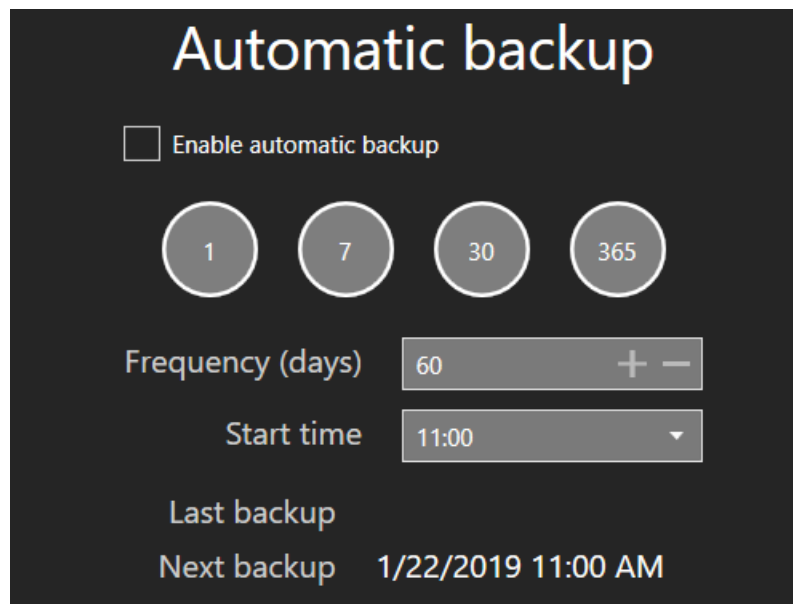 Automatic backup
Enable automatic backup
1 7 30 365
Frequency (days) 60
Start time 11:00
Last backup
Next backup 1/22/2019 11:00 AM